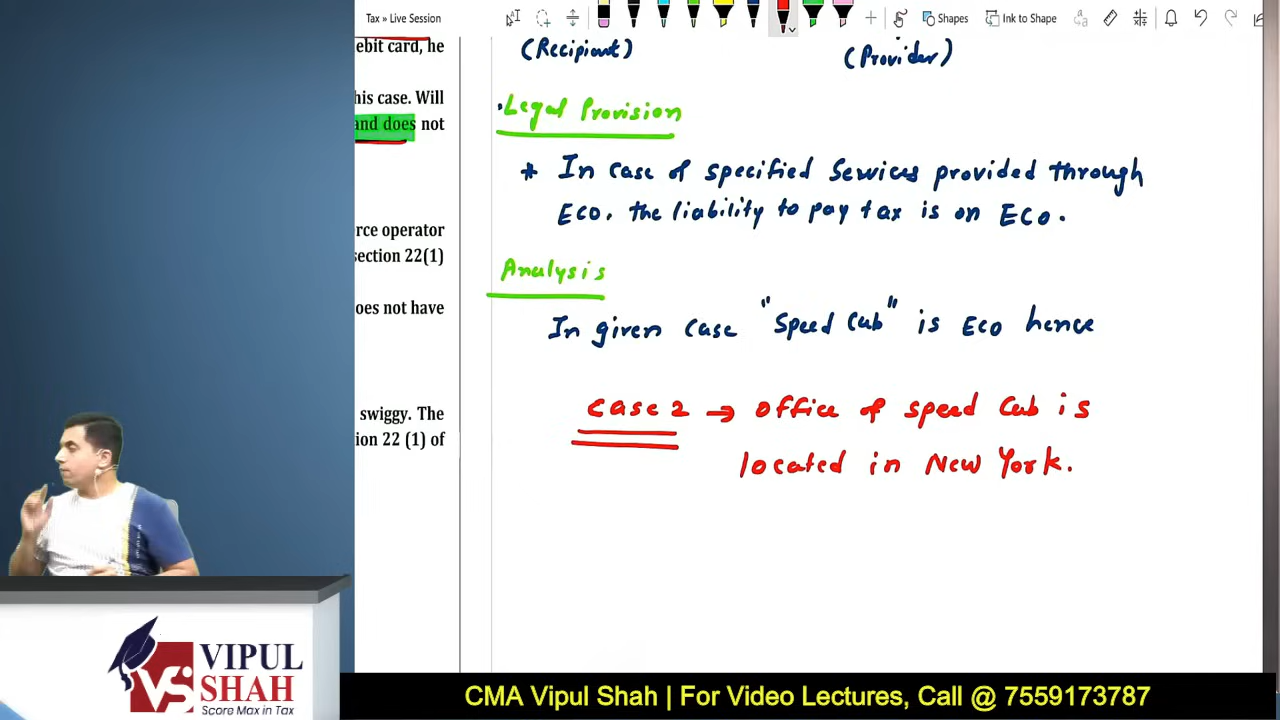 Tax » Live Session
Shapes
Ink to Shape
ebit card, he
his case. Will
and does not
rce operator
section 22(1)
oes not have
swiggy. The
ion 22 (1) of
(Recipient)
(Provider)
Legal Provision
* In case of specified Services provided through
ECO, the liability to pay tax is on ECO.
Analysis
In given case "Speed Cab" is Eco hence
case 2 → office of speed Cab is
located in New York.
VS
VIPUL
SHAH
Score Max in Tax
CMA Vipul Shah | For Video Lectures, Call @ 7559173787